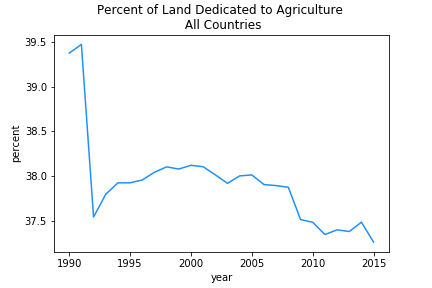 Percent of Land Dedicated to Agriculture
All Countries
39.5
39.0
38.5
38.0
37.5
percent
1990 1995 2000 2005 2010 2015
year